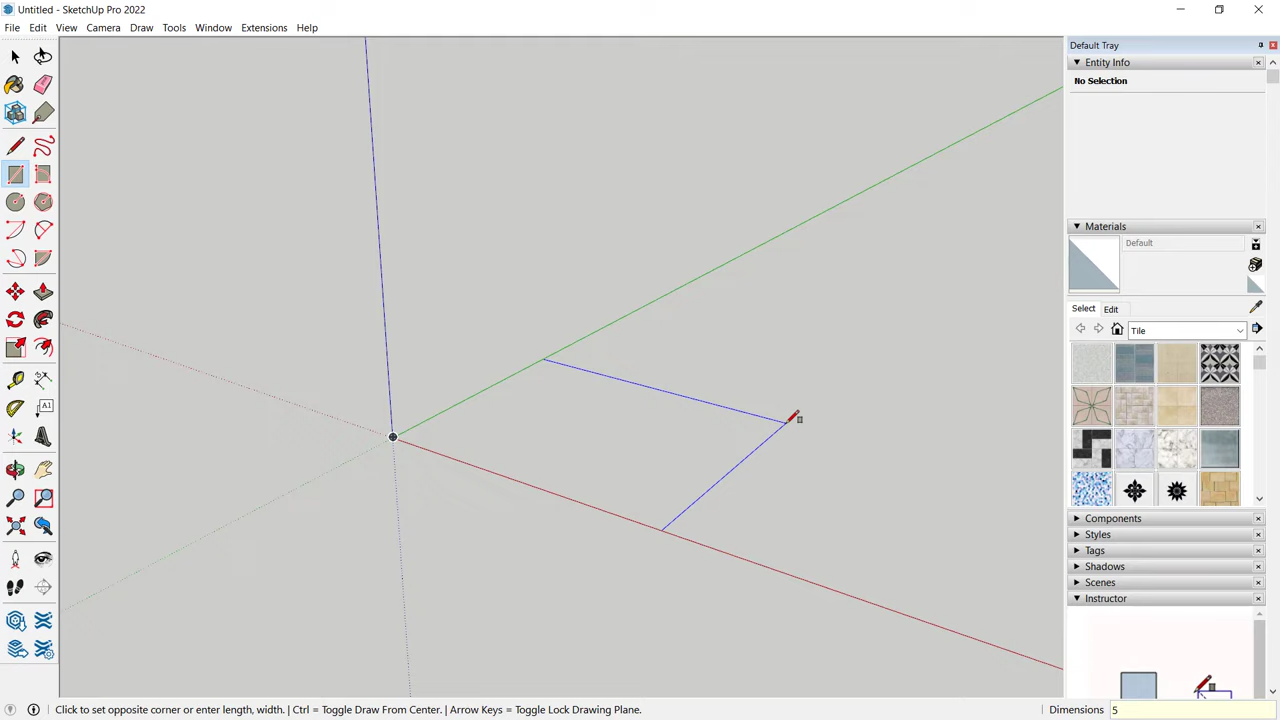 Untitled - SketchUp Pro 2022
File Edit View Camera Draw Tools Window Extensions Help
Default Tray
Entity Info
No Selection
Materials
Default
Select Edit
Tile
A1
Components
Styles
Tags
Shadows
Scenes
Instructor
Click to set opposite corner or enter length, width. | Ctrl = Toggle Draw From Center. | Arrow Keys = Toggle Lock Drawing Plane.
Dimensions 5